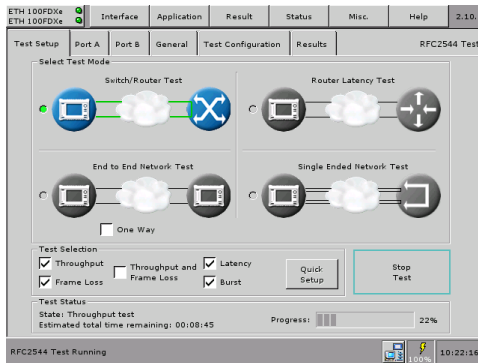 ETH 100FDXe
ETH 100FDXe
Interface
Application
Result
Status
Misc.
Help
2.10.
Test Setup
Port A
Port B
General
Test Configuration
Results
RFC2544 Test
Select Test Mode
Switch/Router Test
Router Latency Test
End to End Network Test
Single Ended Network Test
One Way
Test Selection
Throughput
Throughput and
Frame Loss
Latency
Frame Loss
Burst
Quick
Setup
Stop
Test
Test Status
State: Throughput test
Estimated total time remaining: 00:08:45
Progress:
22%
RFC2544 Test Running
100%
10:22:16